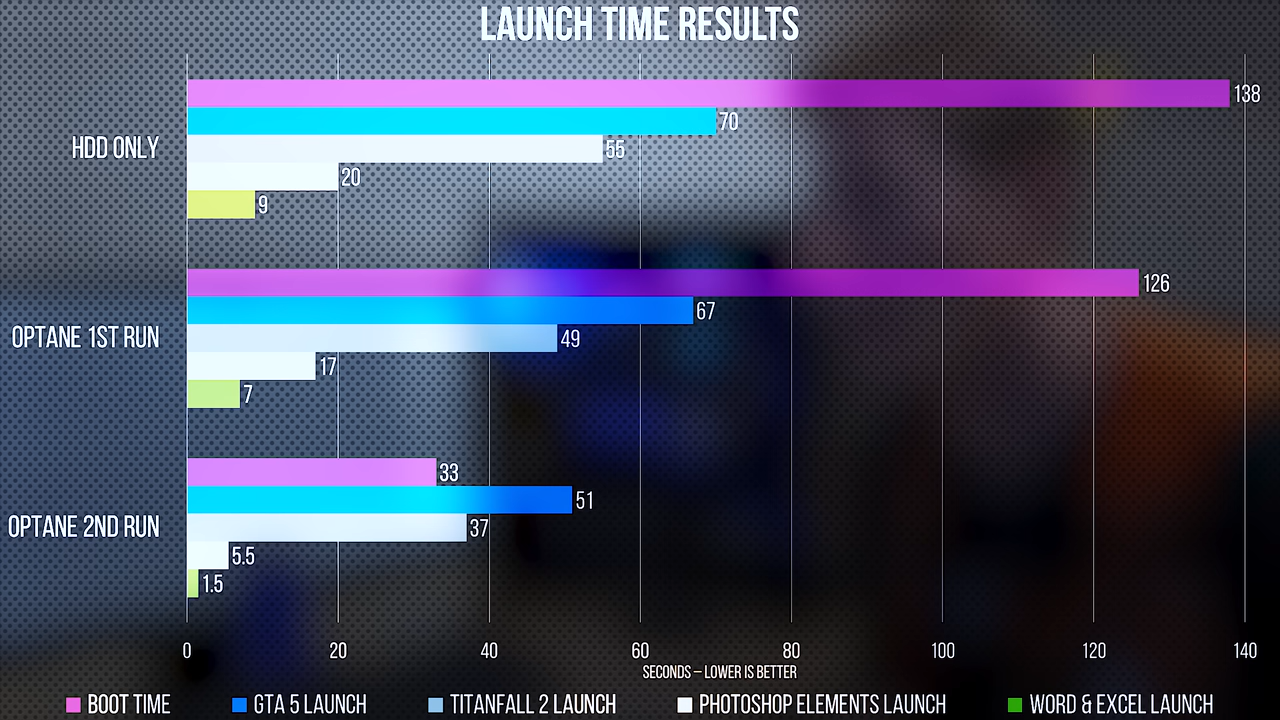 LAUNCH TIME RESULTS
138
70
HDD ONLY
55
20
9
126
67
OPTANE 1ST RUN
49
17
7
33
51
OPTANE 2ND RUN
37
5.5
1.5
0 20 40 60 80 100 120 140
SECONDS – LOWER IS BETTER
BOOT TIME GTA 5 LAUNCH TITANFALL 2 LAUNCH PHOTOSHOP ELEMENTS LAUNCH WORD & EXCEL LAUNCH